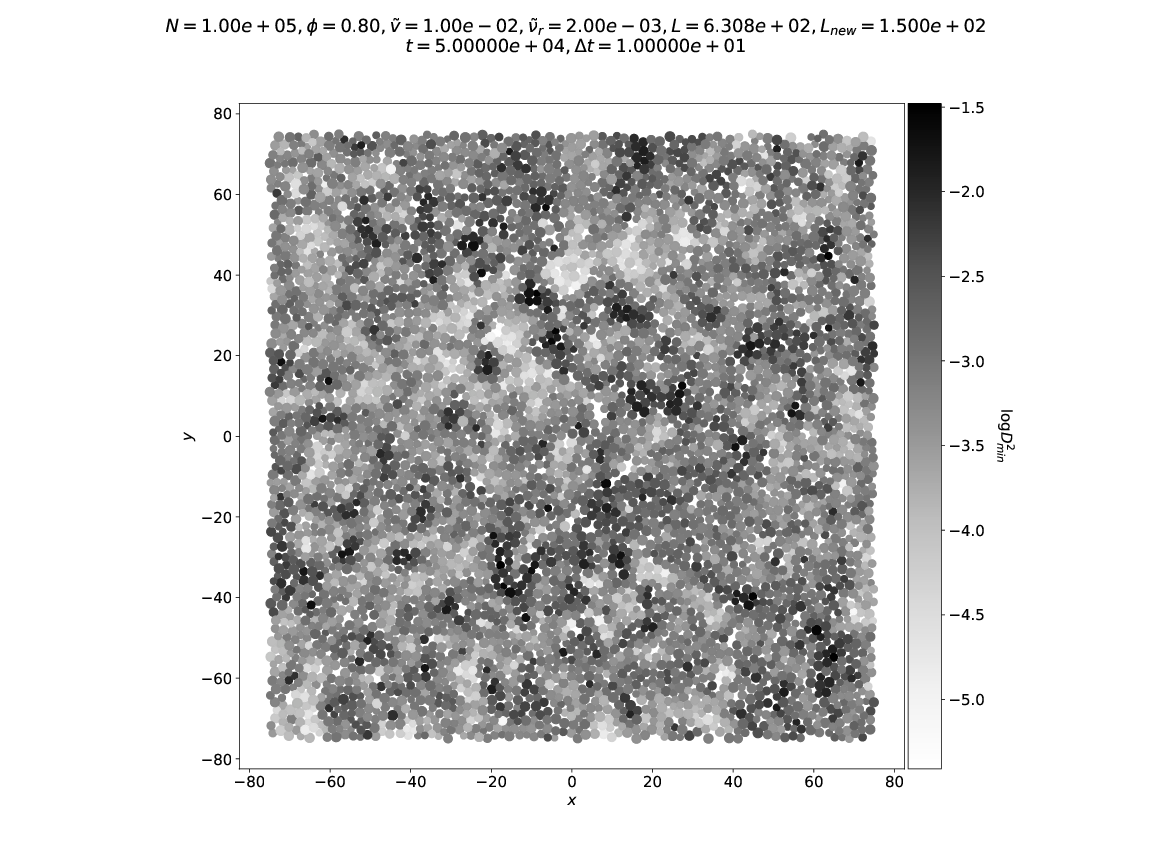 N = 1.00e + 05, ϕ = 0.80, ṽ = 1.00e − 02, ν̃r = 2.00e − 03, L = 6.308e + 02, Lnew = 1.500e + 02
t = 5.00000e + 04, Δt = 1.00000e + 01
80
60
40
20
0
−20
−40
−60
−80
y
−80 −60 −40 −20 0 20 40 60 80
x
−1.5
−2.0
−2.5
−3.0
−3.5
−4.0
−4.5
−5.0
logD²min